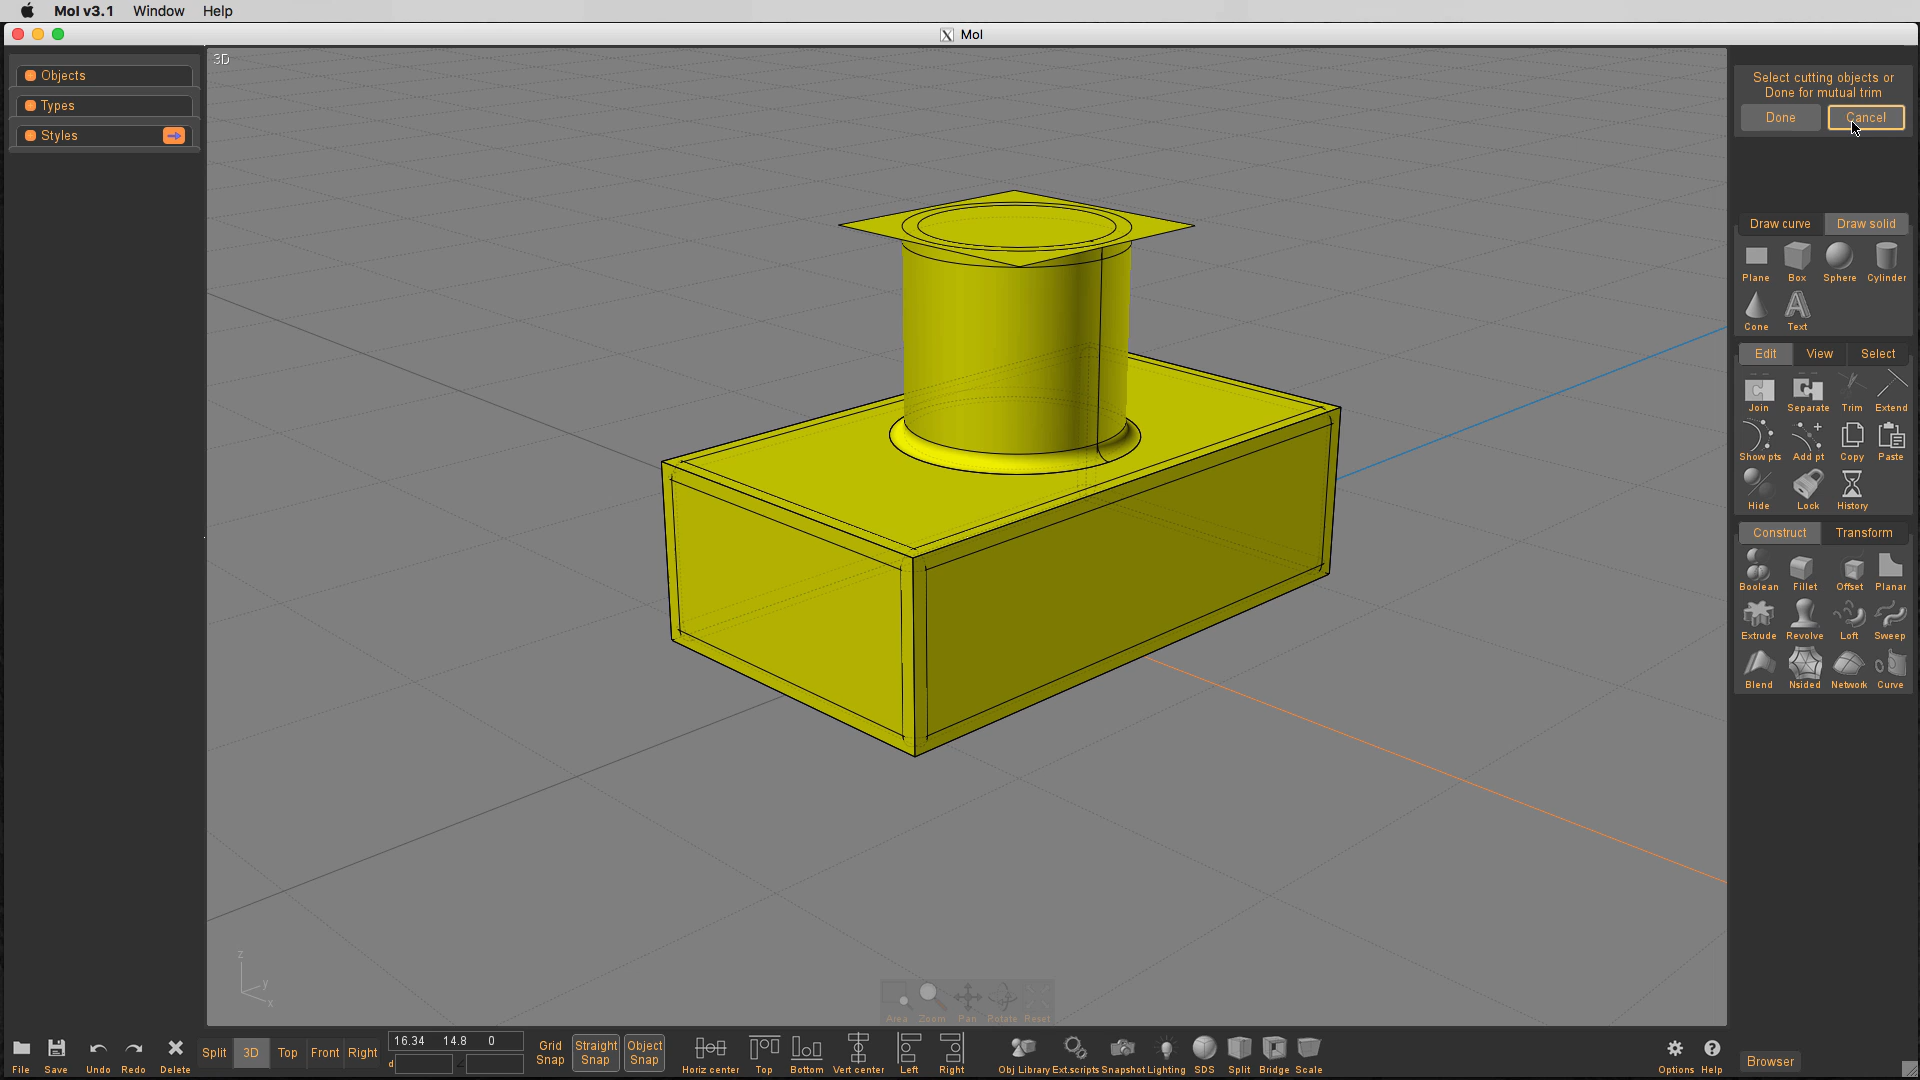 MoI v3.1 Window Help
MoI
3D
Objects
Types
Styles
Select cutting objects or
Done for mutual trim
Done Cancel
Draw curve Draw solid
Plane Box Sphere Cylinder
Cone Text
Edit View Select
Join Separate Trim Extend
Show pts Add pt Copy Paste
Hide Lock History
Construct Transform
Boolean Fillet Offset Planar
Extrude Revolve Loft Sweep
Blend Nsided Network Curve
z
y
x
Area Zoom Pan Rotate Reset
File Save Undo Redo Delete
Split 3D Top Front Right
16.34 14.8 0
d
Grid
Snap
Straight
Snap
Object
Snap
Horiz center Top Bottom Vert center Left Right
Obj Library Ext.scripts Snapshot Lighting SDS Split Bridge Scale
Options Help
Browser